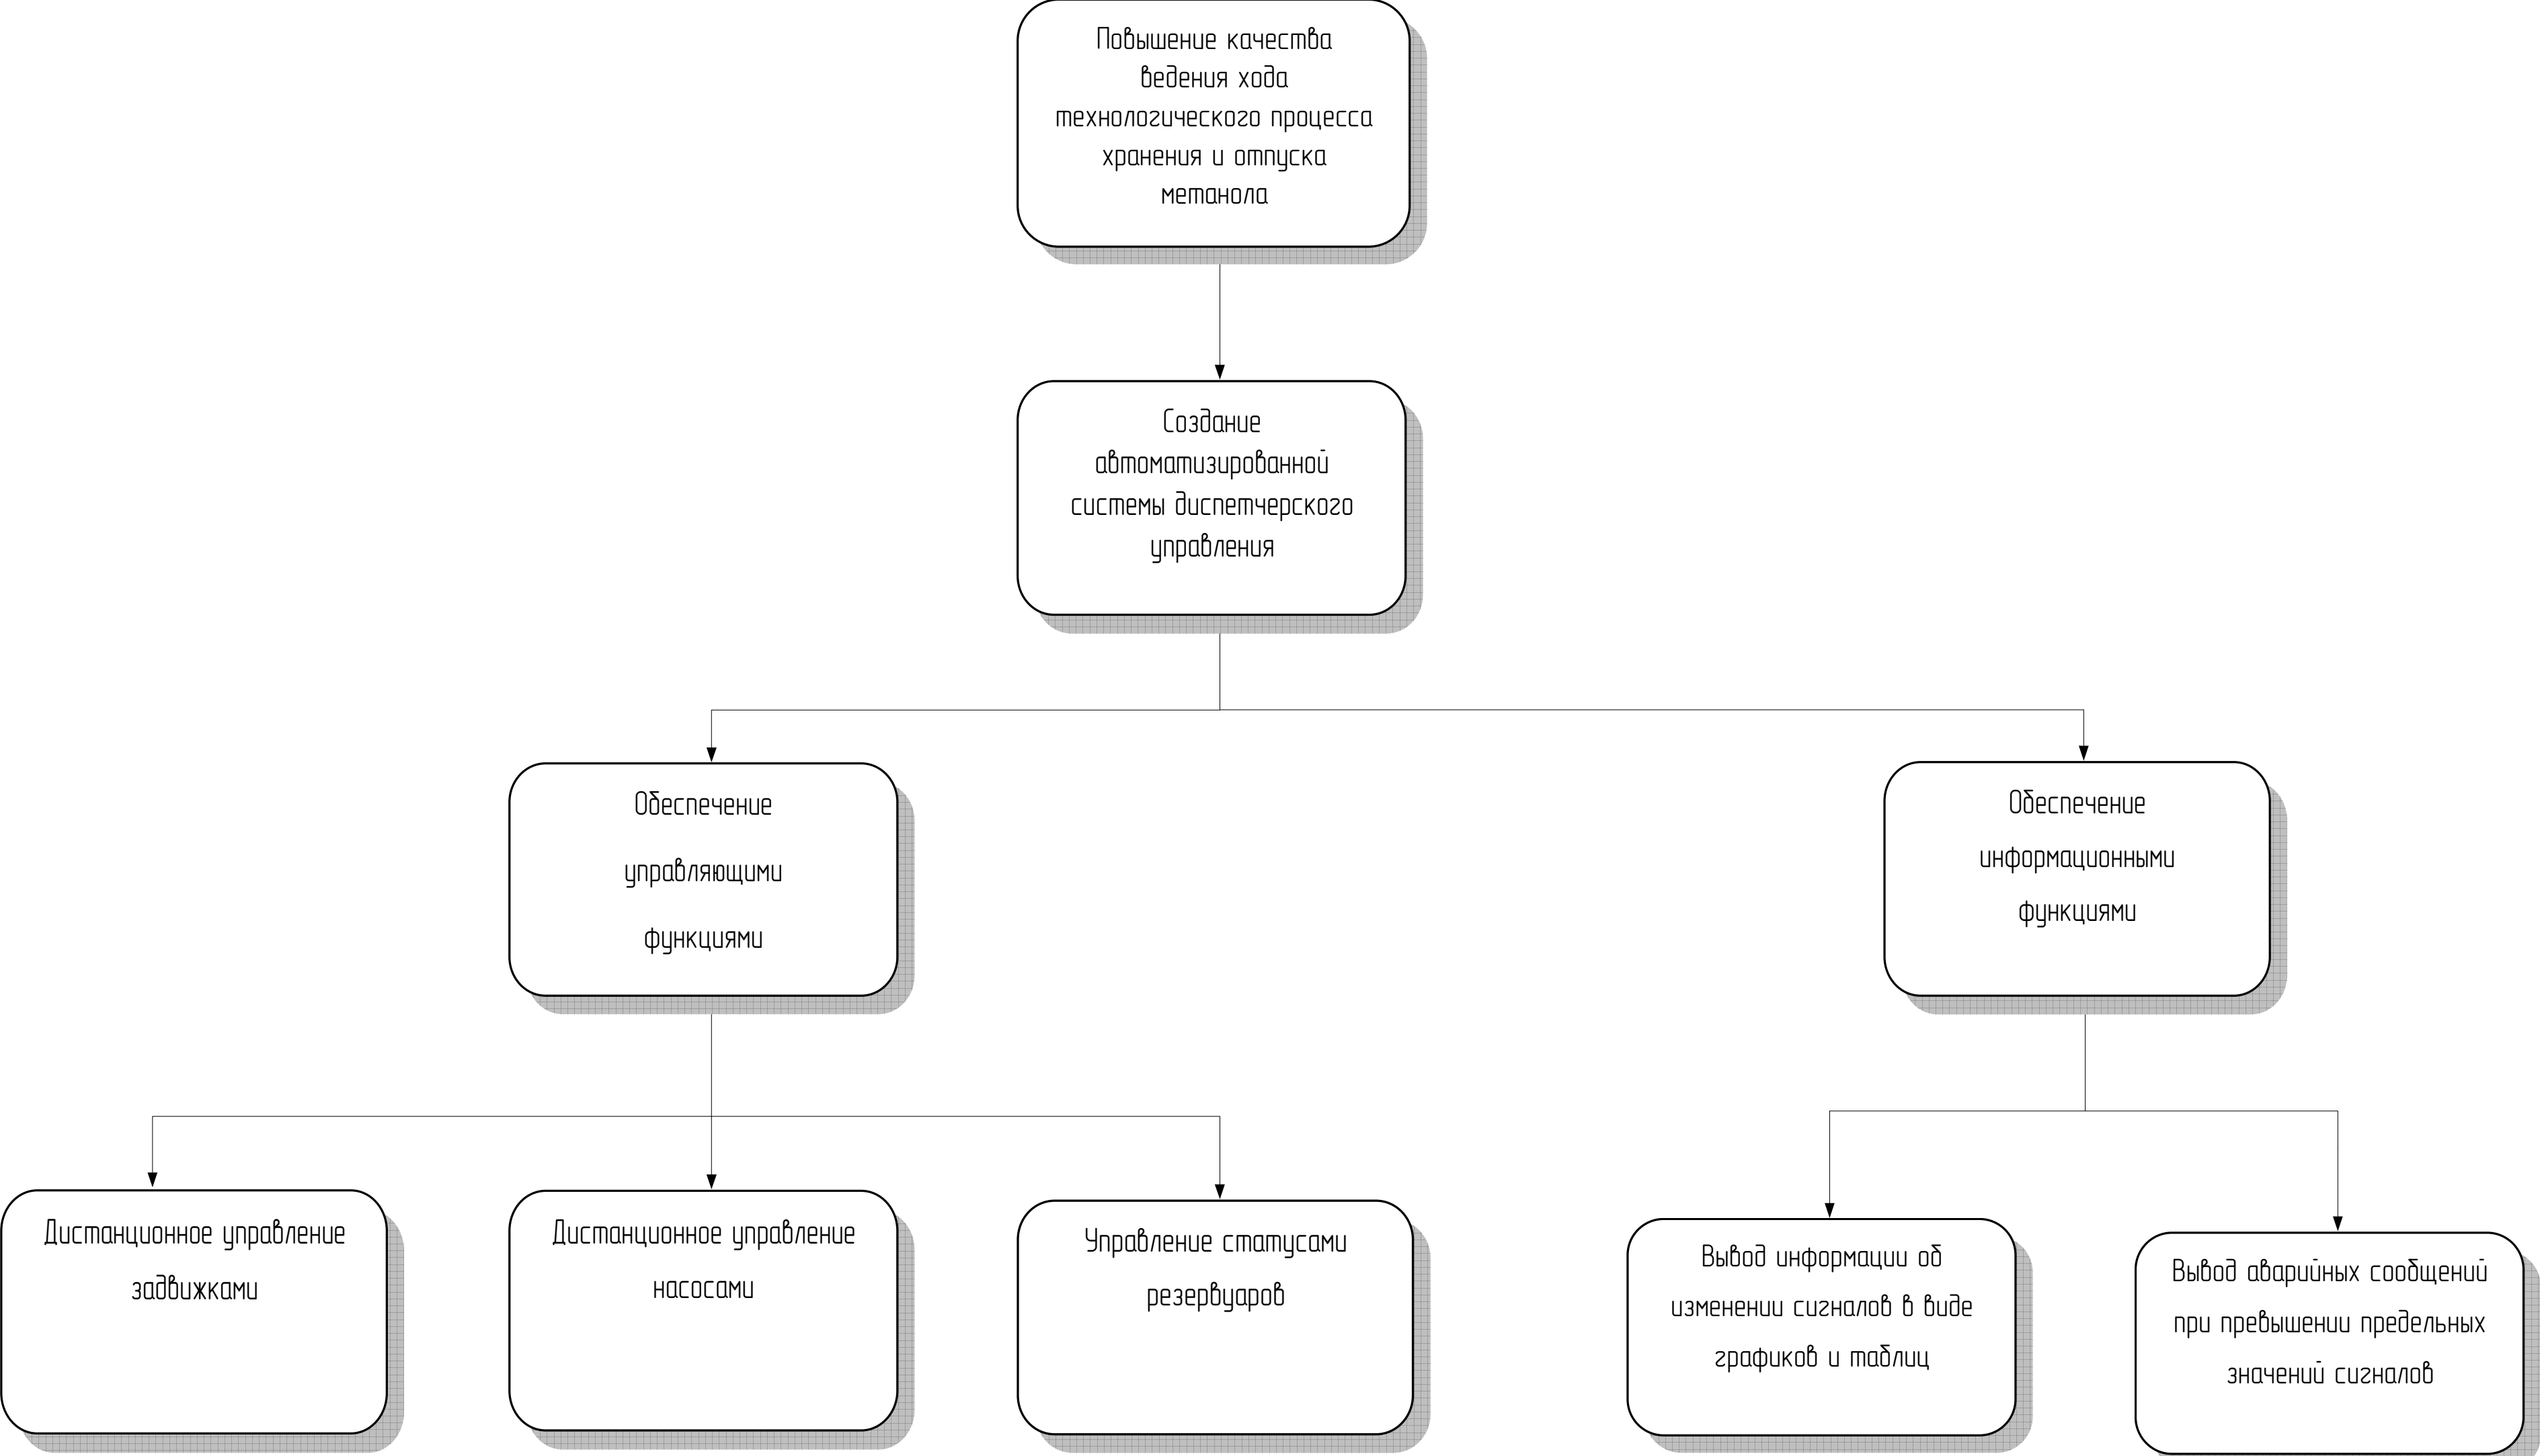 Повышение качества
ведения хода
технологического процесса
хранения и отпуска
метанола
Создание
автоматизированной
системы диспетчерского
управления
Обеспечение
управляющими
функциями
Обеспечение
информационными
функциями
Дистанционное управление
задвижками
Дистанционное управление
насосами
Управление статусами
резервуаров
Вывод информации об
изменении сигналов в виде
графиков и таблиц
Вывод аварийных сообщений
при превышении предельных
значений сигналов